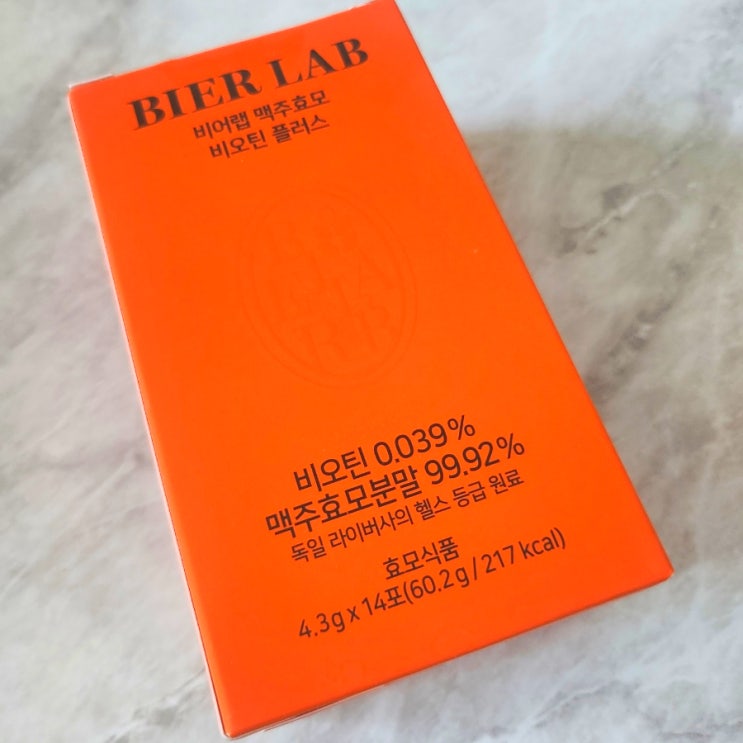 BIER LAB
비어랩 맥주효모
비오틴 플러스
비오틴 0.039%
맥주효모분말 99.92%
독일 라이버사의 헬스 등급 원료
효모식품
4.3g x 14포(60.2g/217 kcal)